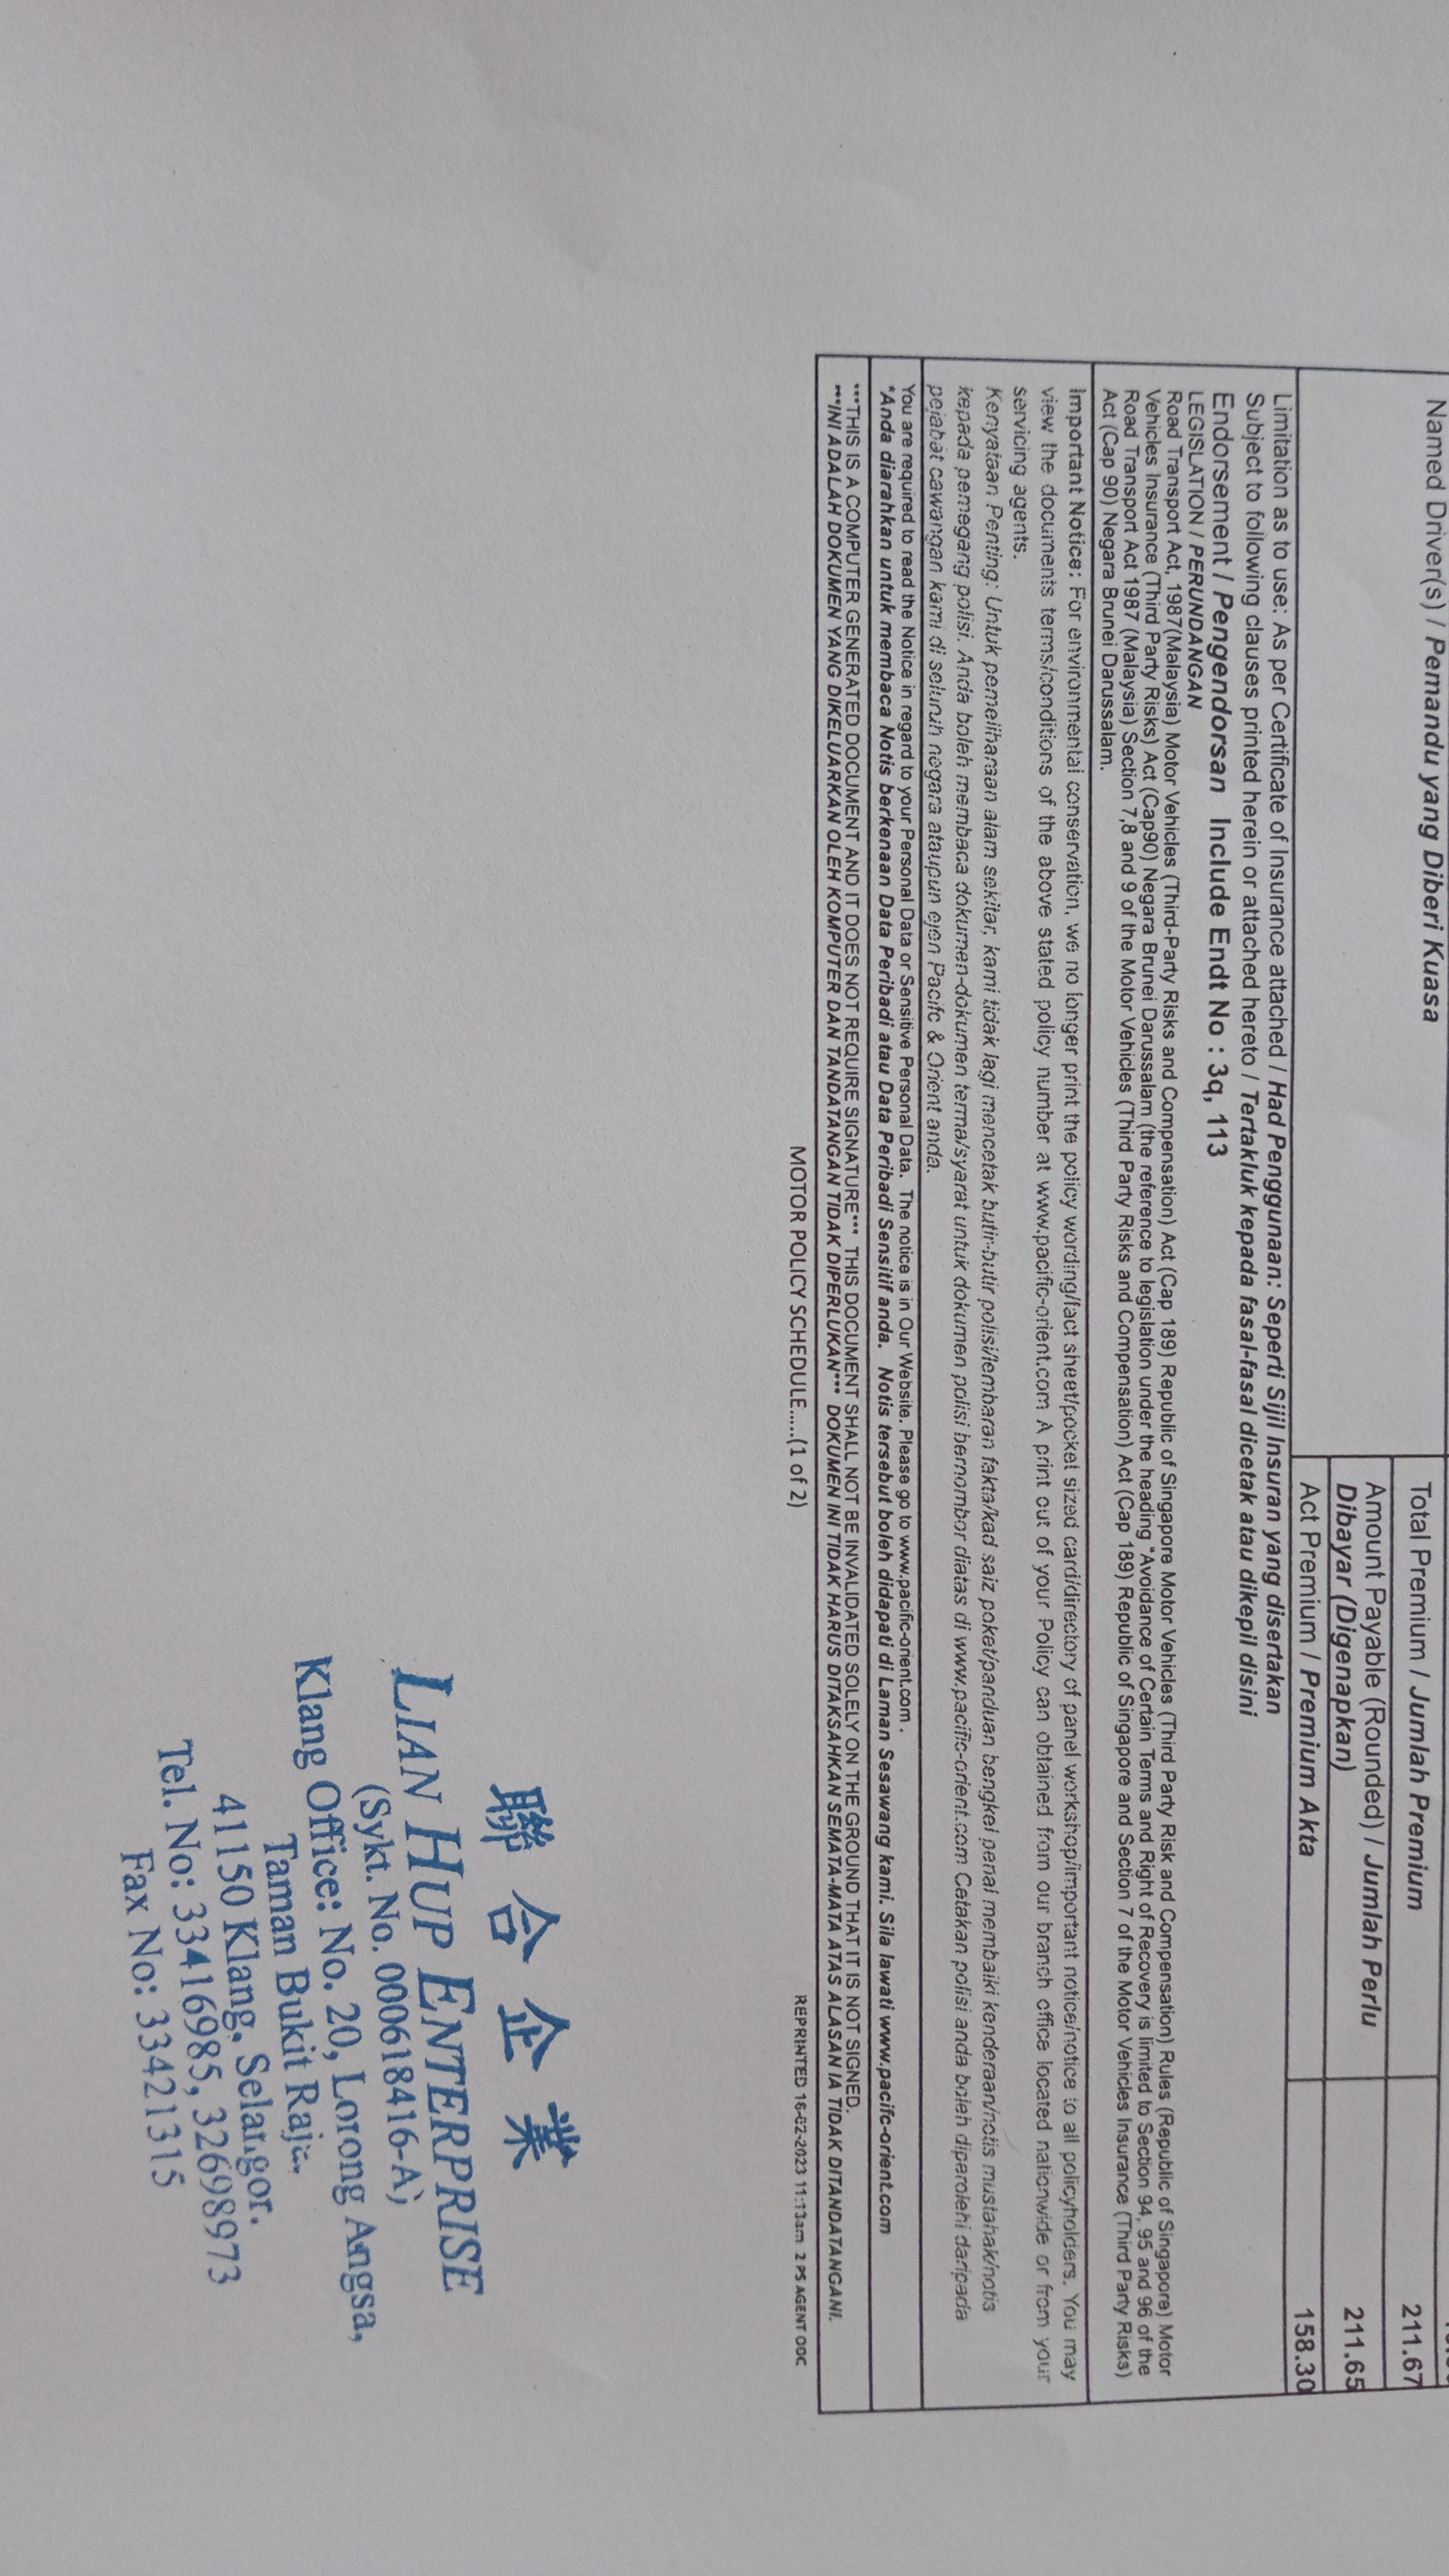 Named Driver(s) / Pemandu yang Diberi Kuasa
Total Premium / Jumlah Premium 211.67
Amount Payable (Rounded) / Jumlah Perlu
Dibayar (Digenapkan) 211.65
Act Premium / Premium Akta 158.30
Limitation as to use: As per Certificate of Insurance attached / Had Penggunaan: Seperti Sijil Insuran yang disertakan
Subject to following clauses printed herein or attached hereto / Tertakluk kepada fasal-fasal dicetak atau dikepil disini
Endorsement / Pengendorsan Include Endt No : 3q, 113
LEGISLATION / PERUNDANGAN
Road Transport Act, 1987(Malaysia) Motor Vehicles (Third-Party Risks and Compensation) Act (Cap 189) Republic of Singapore Motor Vehicles (Third Party Risk and Compensation) Rules (Republic of Singapore) Motor
Vehicles Insurance (Third Party Risks) Act (Cap90) Negara Brunei Darussalam (the reference to legislation under the heading "Avoidance of Certain Terms and Right of Recovery is limited to Section 94, 95 and 96 of the
Road Transport Act 1987 (Malaysia) Section 7,8 and 9 of the Motor Vehicles (Third Party Risks and Compensation) Act (Cap 189) Republic of Singapore and Section 7 of the Motor Vehicles Insurance (Third Party Risks)
Act (Cap 90) Negara Brunei Darussalam.
Important Notice: For environmental conservation, we no longer print the policy wording/fact sheet/pocket sized card/directory of panel workshop/important notice/notice to all policyholders. You may
view the documents terms/conditions of the above stated policy number at www.pacific-orient.com A print out of your Policy can obtained from our branch office located nationwide or from your
servicing agents.
Kenyataan Penting: Untuk pemeliharaan alam sekitar, kami tidak lagi mencetak butir-butir polisi/lembaran fakta/kad saiz poket/panduan bengkel penal membaiki kenderaan/notis mustahak/notis
kepada pemegang polisi. Anda boleh membaca dokumen-dokumen terma/syarat untuk dokumen polisi bernombor diatas di www.pacific-orient.com Cetakan polisi anda boleh diperolehi daripada
pejabat cawangan kami di seluruh negara ataupun ejen Pacifc & Orient anda.
You are required to read the Notice in regard to your Personal Data or Sensitive Personal Data. The notice is in Our Website. Please go to www.pacific-orient.com .
*Anda diarahkan untuk membaca Notis berkenaan Data Peribadi atau Data Peribadi Sensitif anda. Notis tersebut boleh didapati di Laman Sesawang kami. Sila lawati www.pacifc-orient.com
***THIS IS A COMPUTER GENERATED DOCUMENT AND IT DOES NOT REQUIRE SIGNATURE*** THIS DOCUMENT SHALL NOT BE INVALIDATED SOLELY ON THE GROUND THAT IT IS NOT SIGNED.
***INI ADALAH DOKUMEN YANG DIKELUARKAN OLEH KOMPUTER DAN TANDATANGAN TIDAK DIPERLUKAN*** DOKUMEN INI TIDAK HARUS DITAKSAHKAN SEMATA-MATA ATAS ALASAN IA TIDAK DITANDATANGANI.
MOTOR POLICY SCHEDULE.....(1 of 2)
REPRINTED 16-02-2023 11:13am 2 PS AGENT ODC
聯合企業
LIAN HUP ENTERPRISE
(Sykt. No. 000618416-A)
Klang Office: No. 20, Lorong Angsa,
Taman Bukit Raja
41150 Klang, Selangor.
Tel. No: 33416985, 32698973
Fax No: 33421315